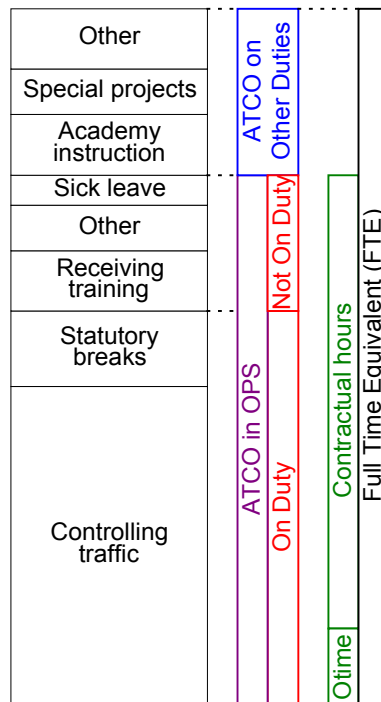 Other
Special projects
Academy
instruction
Sick leave
Other
Receiving
training
Statutory
breaks
Controlling
traffic
ATCO on
Other Duties
ATCO in OPS
Not On Duty
On Duty
Contractual hours
Otime
Full Time Equivalent (FTE)